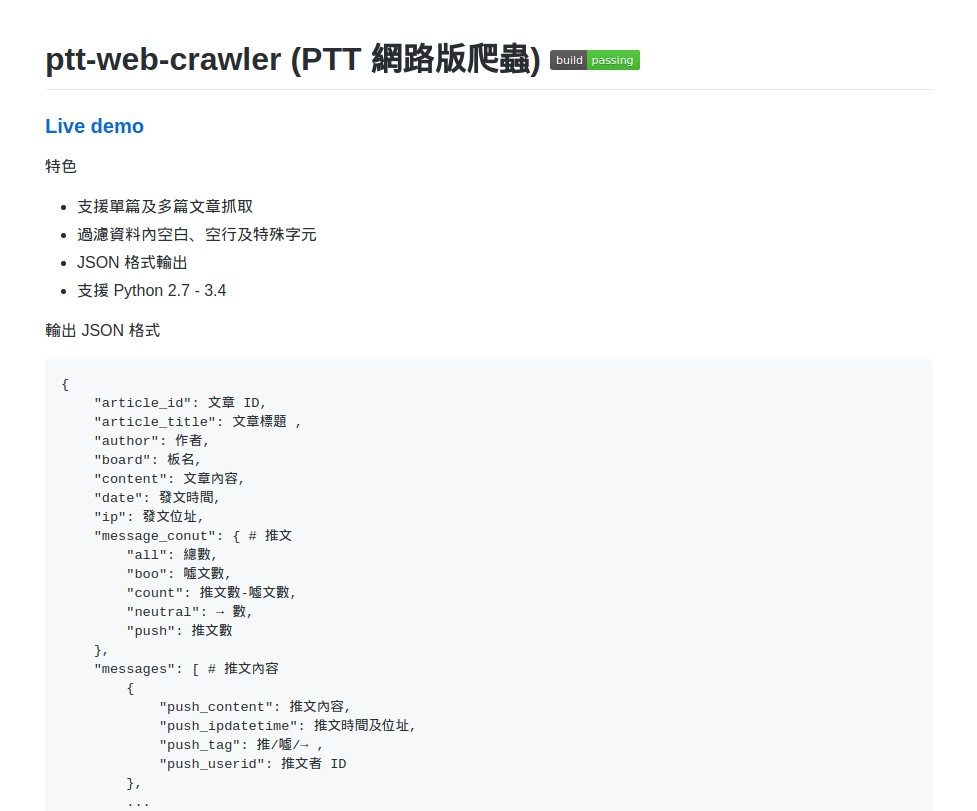 ptt-web-crawler (PTT 網路版爬蟲) build passing
Live demo
特色
支援單篇及多篇文章抓取
過濾資料內空白、空行及特殊字元
JSON 格式輸出
支援 Python 2.7 - 3.4
輸出 JSON 格式
{
    "article_id": 文章 ID,
    "article_title": 文章標題 ,
    "author": 作者,
    "board": 板名,
    "content": 文章內容,
    "date": 發文時間,
    "ip": 發文位址,
    "message_conut": { # 推文
        "all": 總數,
        "boo": 噓文數,
        "count": 推文數-噓文數,
        "neutral": → 數,
        "push": 推文數
    },
    "messages": [ # 推文內容
        {
            "push_content": 推文內容,
            "push_ipdatetime": 推文時間及位址,
            "push_tag": 推/噓/→ ,
            "push_userid": 推文者 ID
        },
        ...